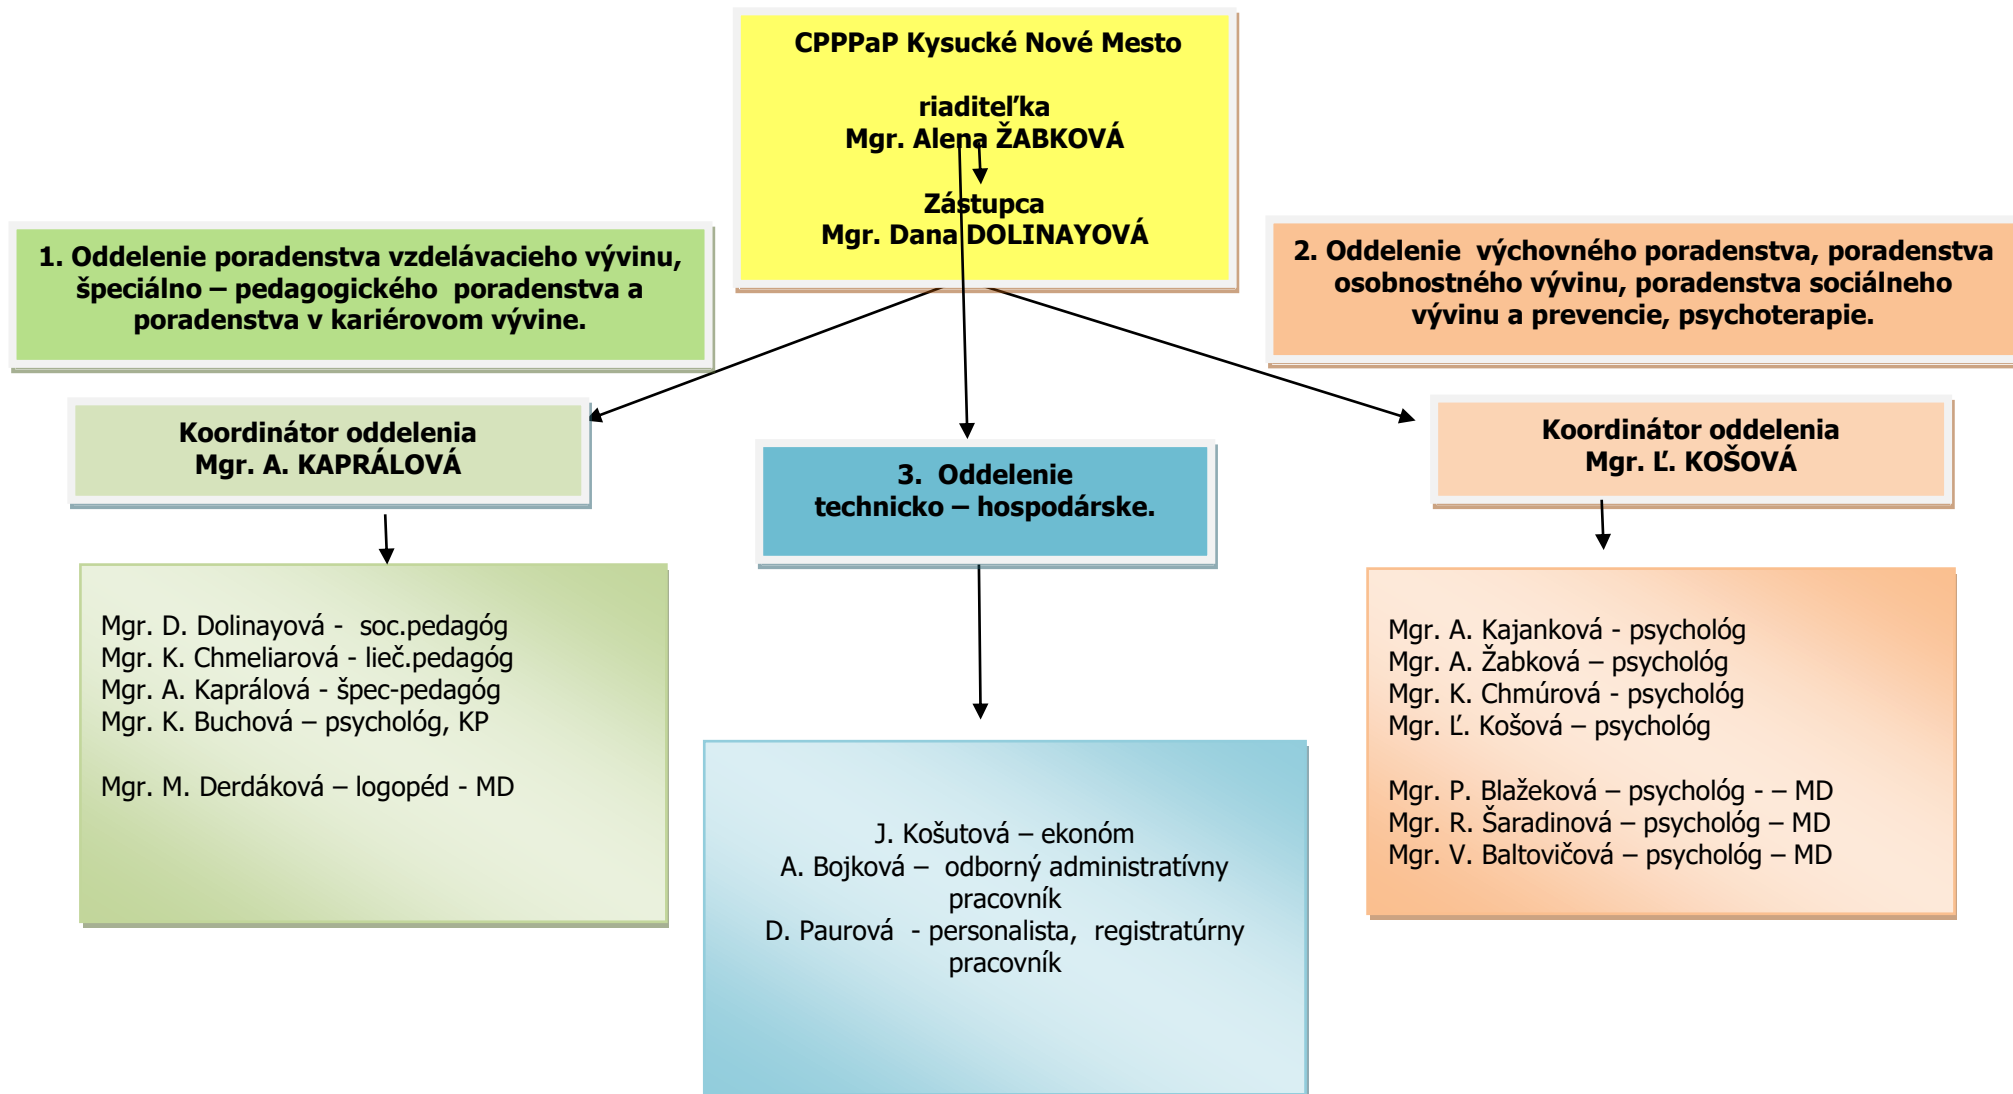 CPPPaP Kysucké Nové Mesto
riaditeľka
Mgr. Alena ŽABKOVÁ
Zástupca
Mgr. Dana DOLINAYOVÁ
1. Oddelenie poradenstva vzdelávacieho vývinu,
špeciálno – pedagogického poradenstva a
poradenstva v kariérovom vývine.
2. Oddelenie výchovného poradenstva, poradenstva
osobnostného vývinu, poradenstva sociálneho
vývinu a prevencie, psychoterapie.
Koordinátor oddelenia
Mgr. A. KAPRÁLOVÁ
3. Oddelenie
technicko – hospodárske.
Koordinátor oddelenia
Mgr. Ľ. KOŠOVÁ
Mgr. D. Dolinayová - soc.pedagóg
Mgr. K. Chmeliarová - lieč.pedagóg
Mgr. A. Kaprálová - špec-pedagóg
Mgr. K. Buchová – psychológ, KP
Mgr. M. Derdáková – logopéd - MD
J. Košutová – ekonóm
A. Bojková – odborný administratívny
pracovník
D. Paurová - personalista, registratúrny
pracovník
Mgr. A. Kajanková - psychológ
Mgr. A. Žabková – psychológ
Mgr. K. Chmúrová - psychológ
Mgr. Ľ. Košová – psychológ
Mgr. P. Blažeková – psychológ - – MD
Mgr. R. Šaradinová – psychológ – MD
Mgr. V. Baltovičová – psychológ – MD